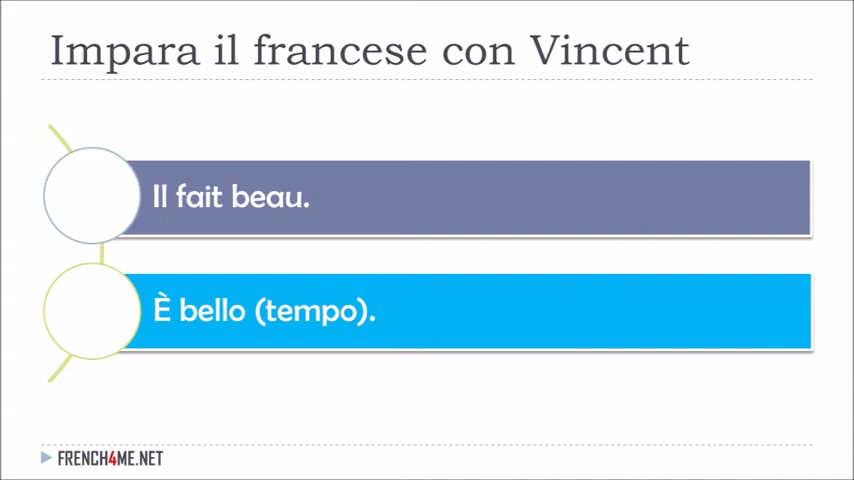 Impara il francese con Vincent
Il fait beau.
È bello (tempo).
FRENCH4ME.NET